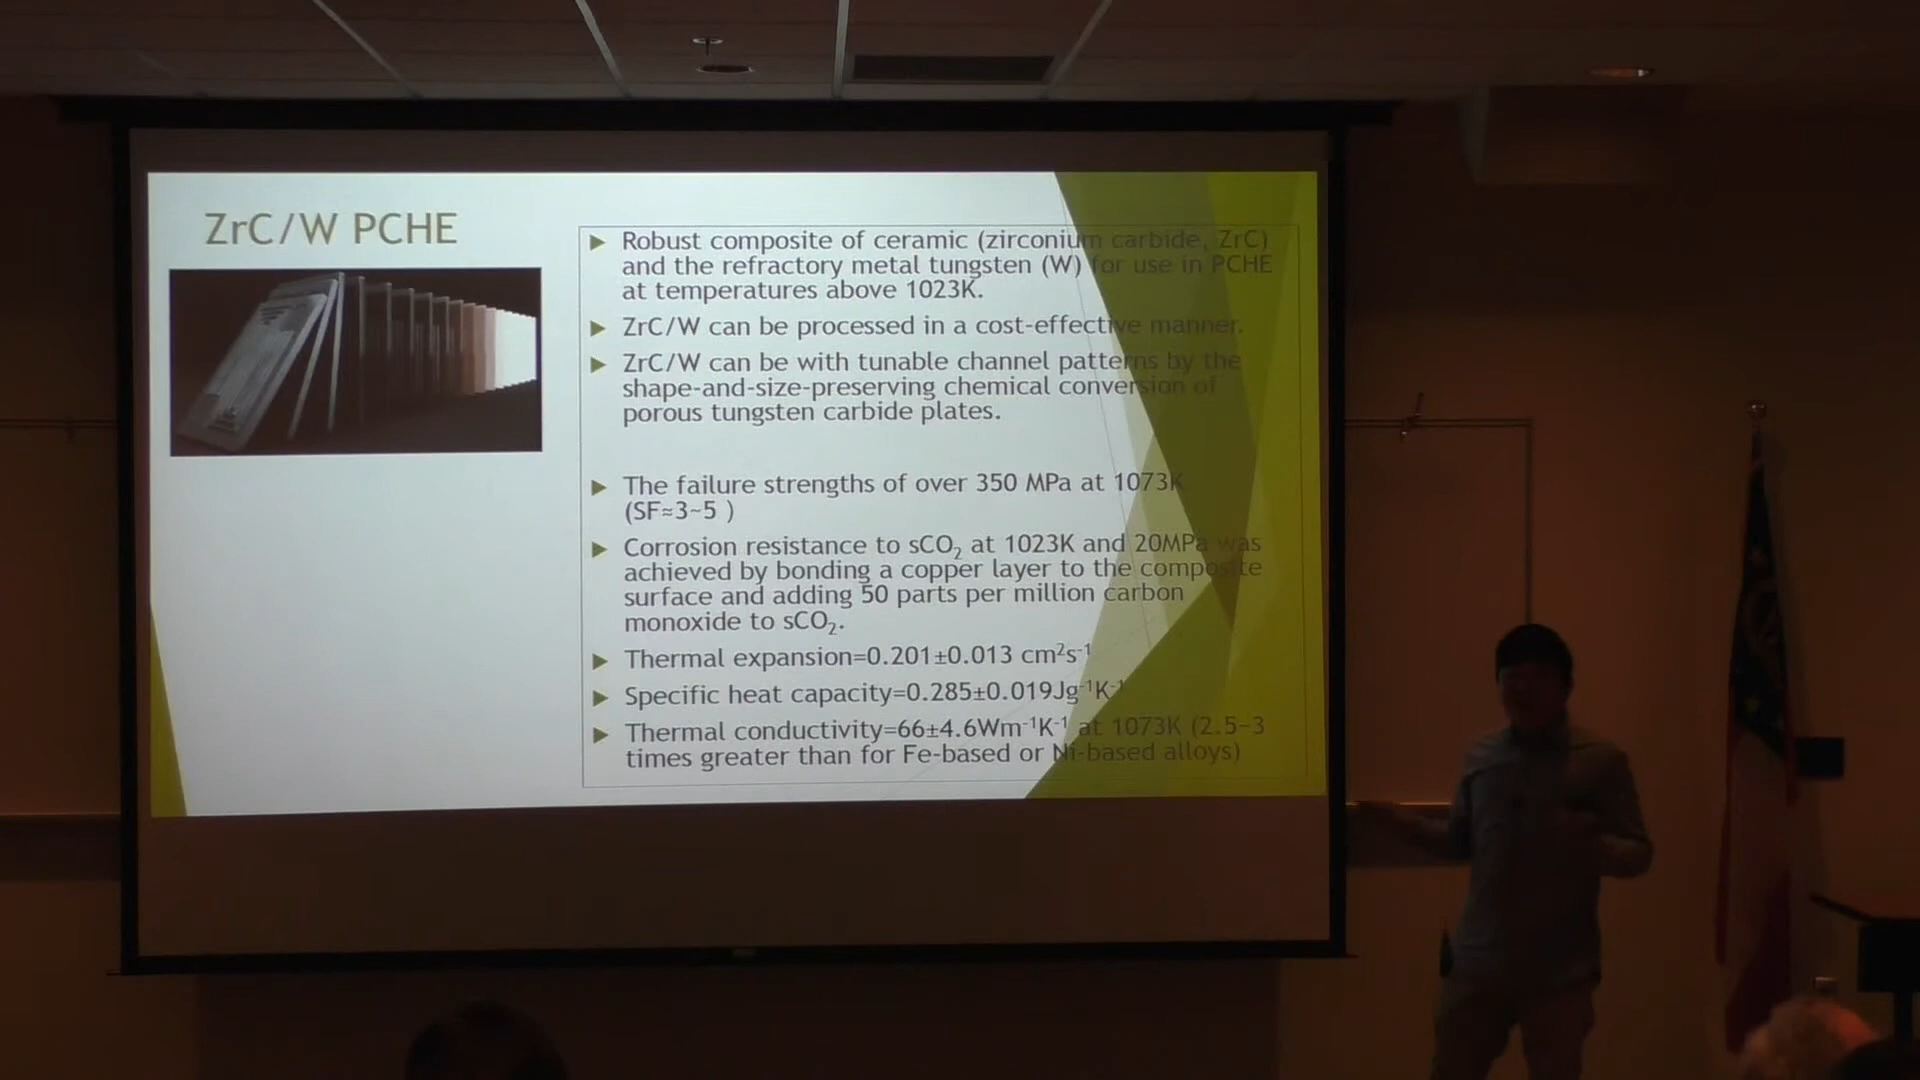 ZrC/W PCHE
► Robust composite of ceramic (zirconium carbide, ZrC)
and the refractory metal tungsten (W) for use in PCHE
at temperatures above 1023K.
► ZrC/W can be processed in a cost-effective manner.
► ZrC/W can be with tunable channel patterns by the
shape-and-size-preserving chemical conversion of
porous tungsten carbide plates.
► The failure strengths of over 350 MPa at 1073K
(SF≈3~5 )
► Corrosion resistance to sCO₂ at 1023K and 20MPa was
achieved by bonding a copper layer to the composite
surface and adding 50 parts per million carbon
monoxide to sCO₂.
► Thermal expansion=0.201±0.013 cm²s⁻¹
► Specific heat capacity=0.285±0.019Jg⁻¹K⁻¹
► Thermal conductivity=66±4.6Wm⁻¹K⁻¹ at 1073K (2.5–3
times greater than for Fe-based or Ni-based alloys)